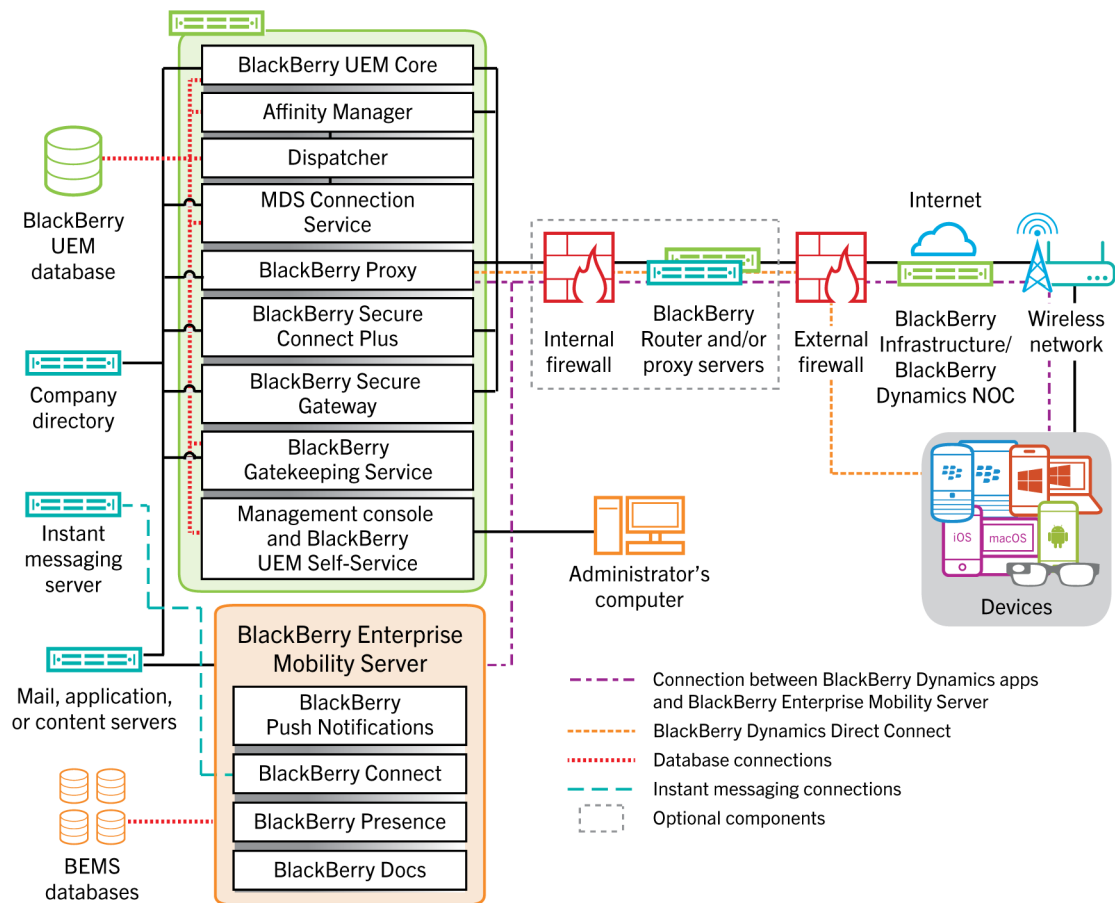 BlackBerry UEM Core
Affinity Manager
Dispatcher
MDS Connection
Service
BlackBerry Proxy
BlackBerry Secure
Connect Plus
BlackBerry Secure
Gateway
BlackBerry
Gatekeeping Service
Management console
and BlackBerry
UEM Self-Service
BlackBerry
UEM
database
Company
directory
Instant
messaging
server
Mail, application,
or content servers
BEMS
databases
BlackBerry Enterprise
Mobility Server
BlackBerry
Push Notifications
BlackBerry Connect
BlackBerry Presence
BlackBerry Docs
Internal
firewall
BlackBerry
Router and/or
proxy servers
External
firewall
Internet
BlackBerry
Infrastructure/
BlackBerry
Dynamics NOC
Wireless
network
Administrator's
computer
iOS
macOS
Devices
Connection between BlackBerry Dynamics apps
and BlackBerry Enterprise Mobility Server
BlackBerry Dynamics Direct Connect
Database connections
Instant messaging connections
Optional components